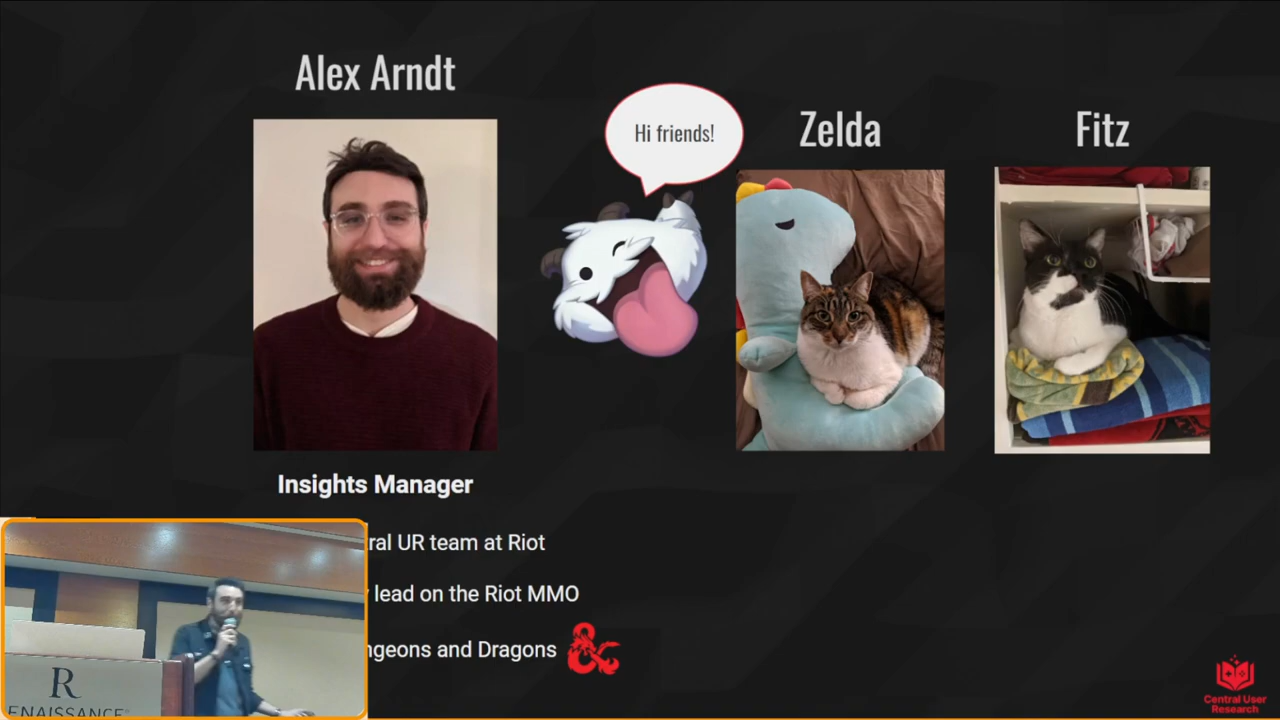 Alex Arndt
Hi friends!
Zelda
Fitz
Insights Manager
ral UR team at Riot
lead on the Riot MMO
ngeons and Dragons &
R
ENAISSANCE
Central User
Research